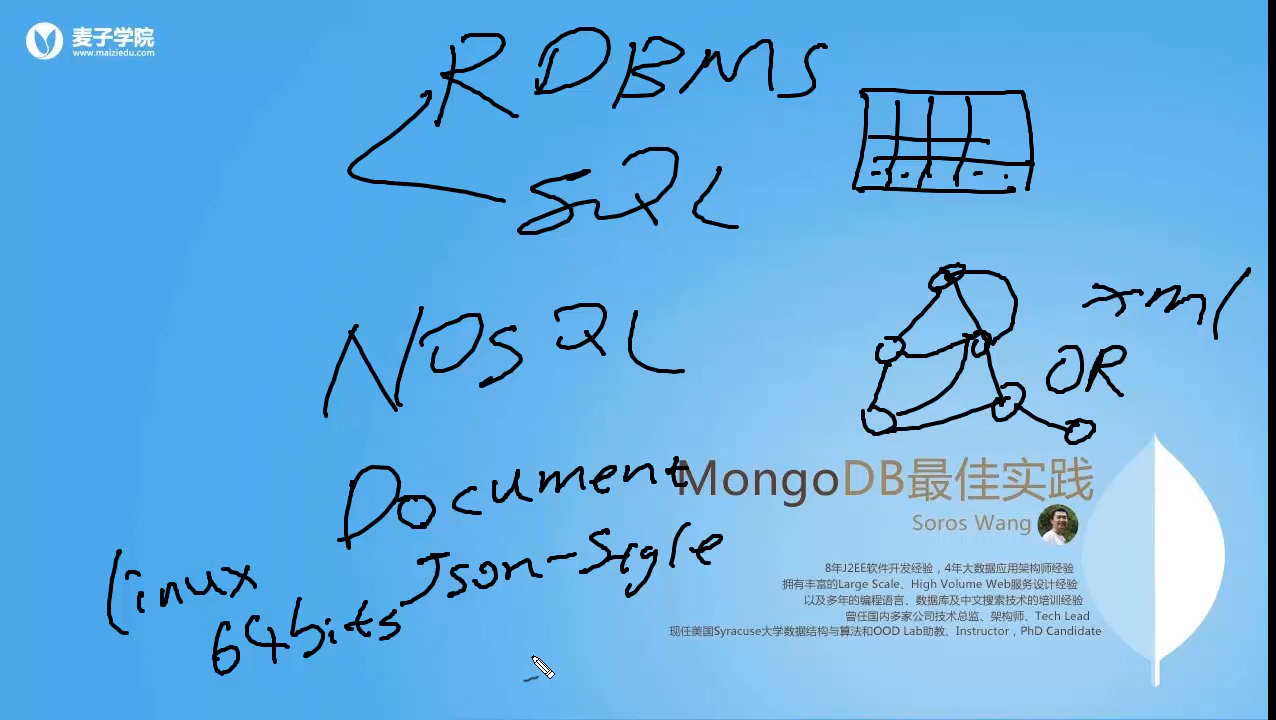 麦子学院
www.maiziedu.com
RDBMS
SQL
NOSQL
xml
OR
Document
MongoDB最佳实践
Soros Wang
Json-Sigle
linux
64bits
8年J2EE软件开发经验，4年大数据应用架构师经验
拥有丰富的Large Scale、High Volume Web服务设计经验
以及多年的编程语言、数据库及中文搜索技术的培训经验
曾任国内多家公司技术总监、架构师、Tech Lead
现任美国Syracuse大学数据结构与算法和OOD Lab助教、Instructor，PhD Candidate